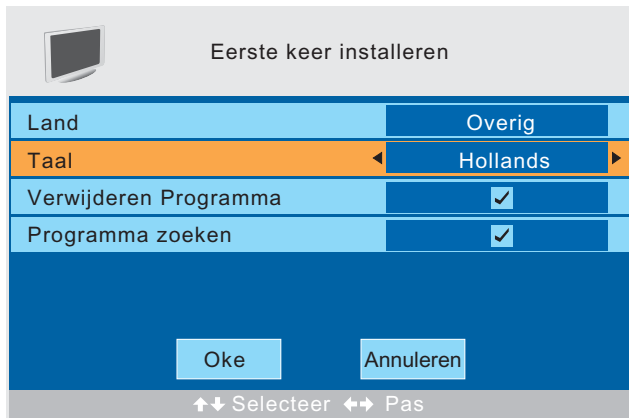 Eerste keer installeren
Land Overig
Taal Hollands
Verwijderen Programma
Programma zoeken
Oke Annuleren
Selecteer Pas